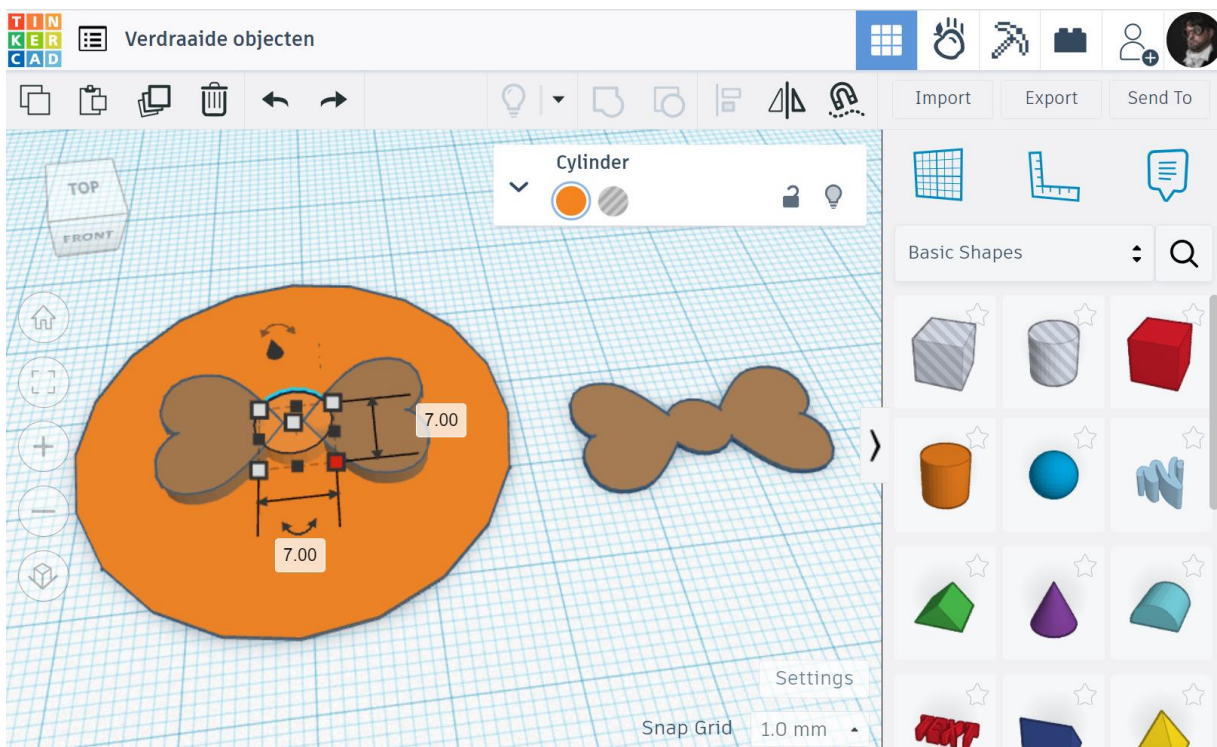 TIN
KER
CAD
Verdraaide objecten
Import
Export
Send To
TOP
FRONT
Cylinder
Basic Shapes
7.00
7.00
TEXT
Settings
Snap Grid
1.0 mm